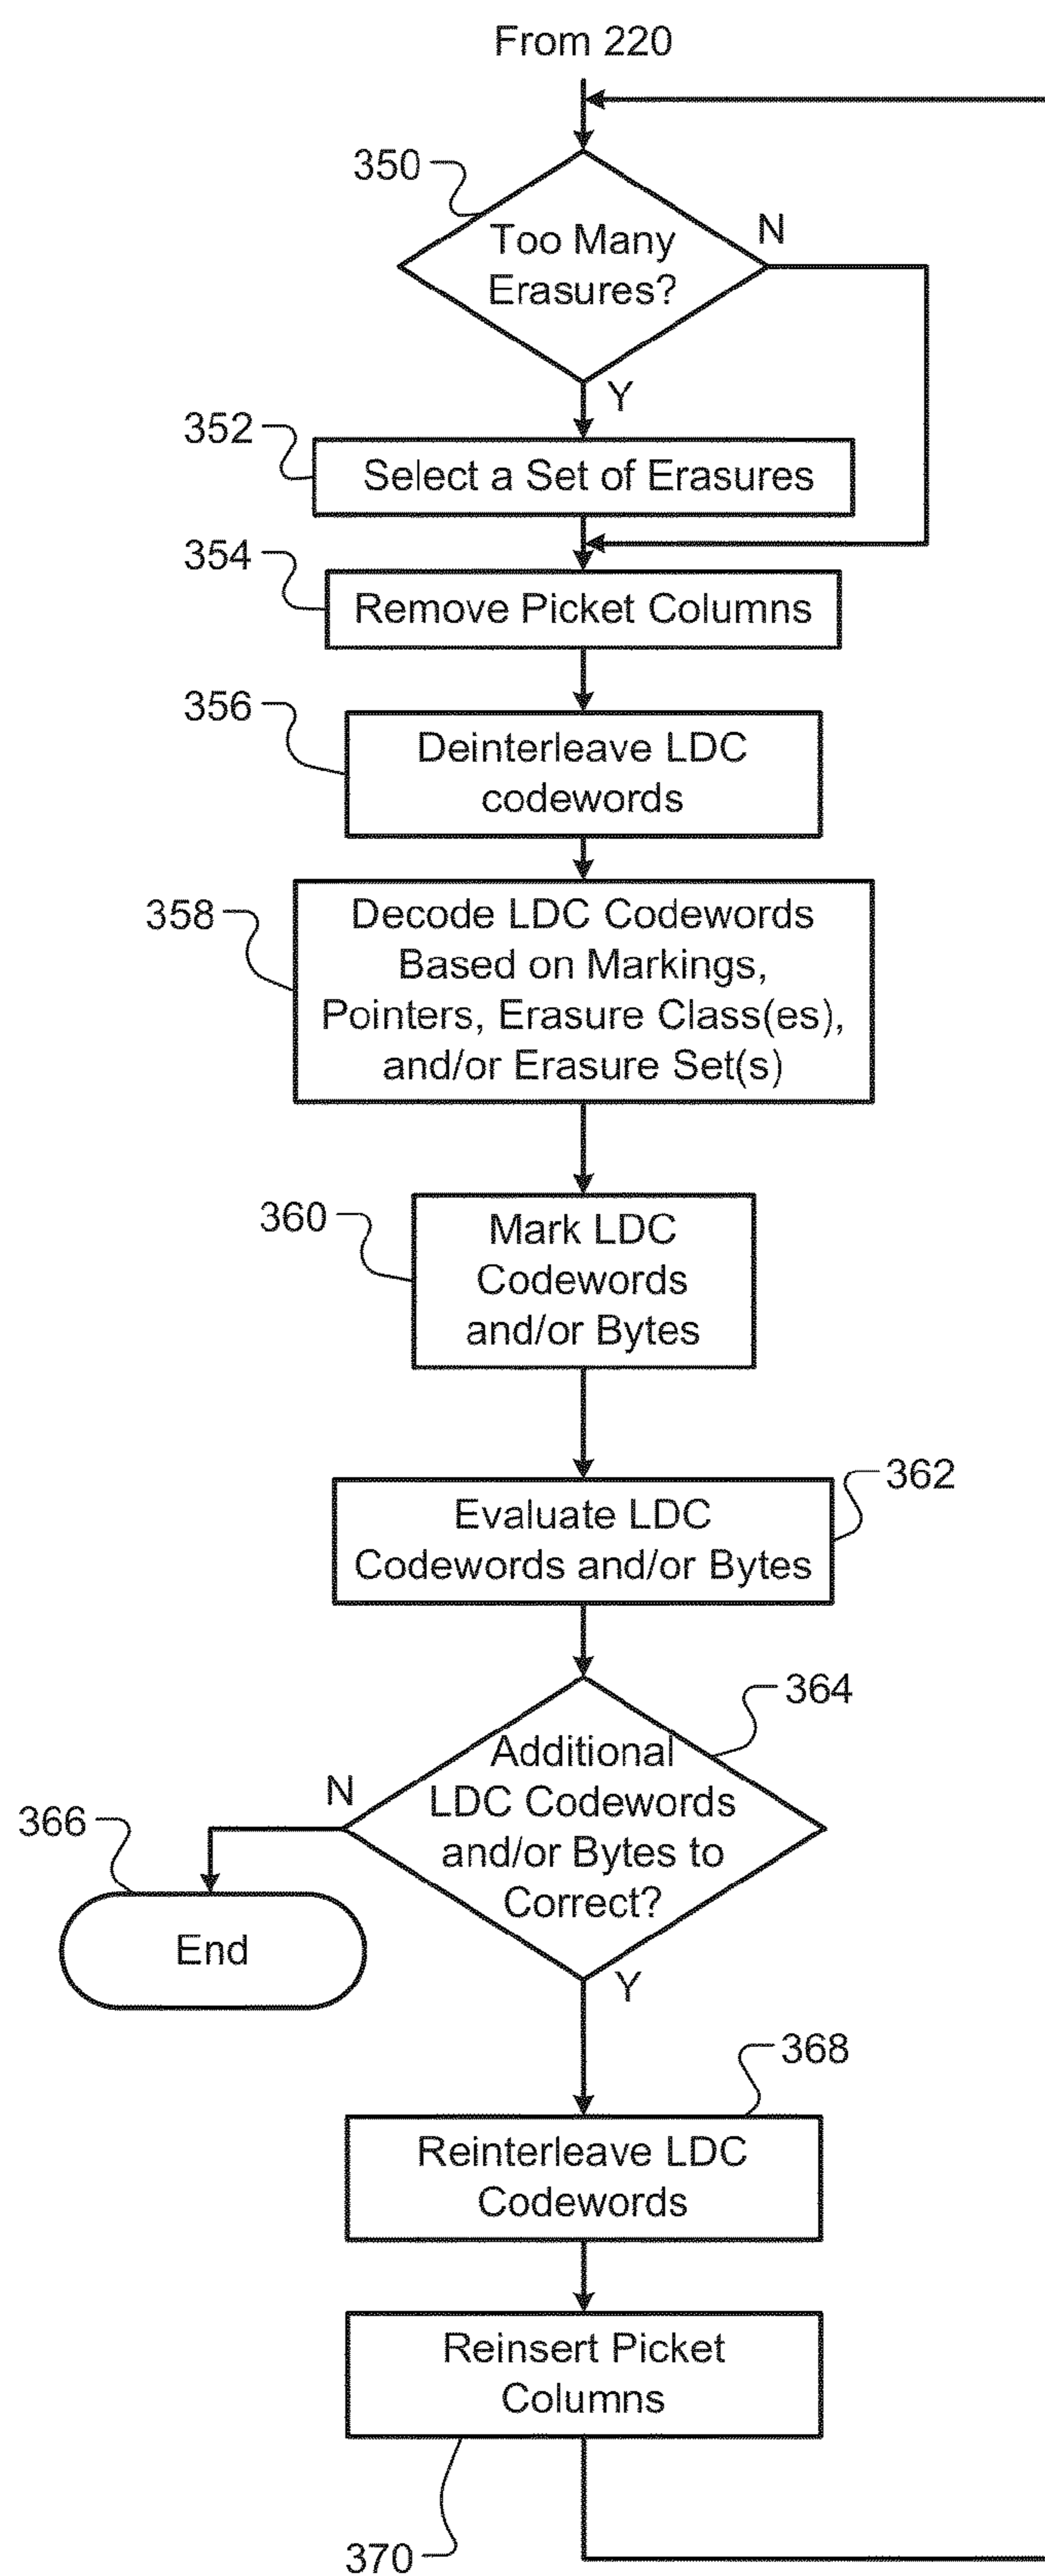 From 220
350
Too Many
Erasures?
N
Y
352
Select a Set of Erasures
354
Remove Picket Columns
356
Deinterleave LDC
codewords
358
Decode LDC Codewords
Based on Markings,
Pointers, Erasure Class(es),
and/or Erasure Set(s)
360
Mark LDC
Codewords
and/or Bytes
362
Evaluate LDC
Codewords and/or Bytes
364
Additional
LDC Codewords
and/or Bytes to
Correct?
N
366
End
Y
368
Reinterleave LDC
Codewords
Reinsert Picket
Columns
370